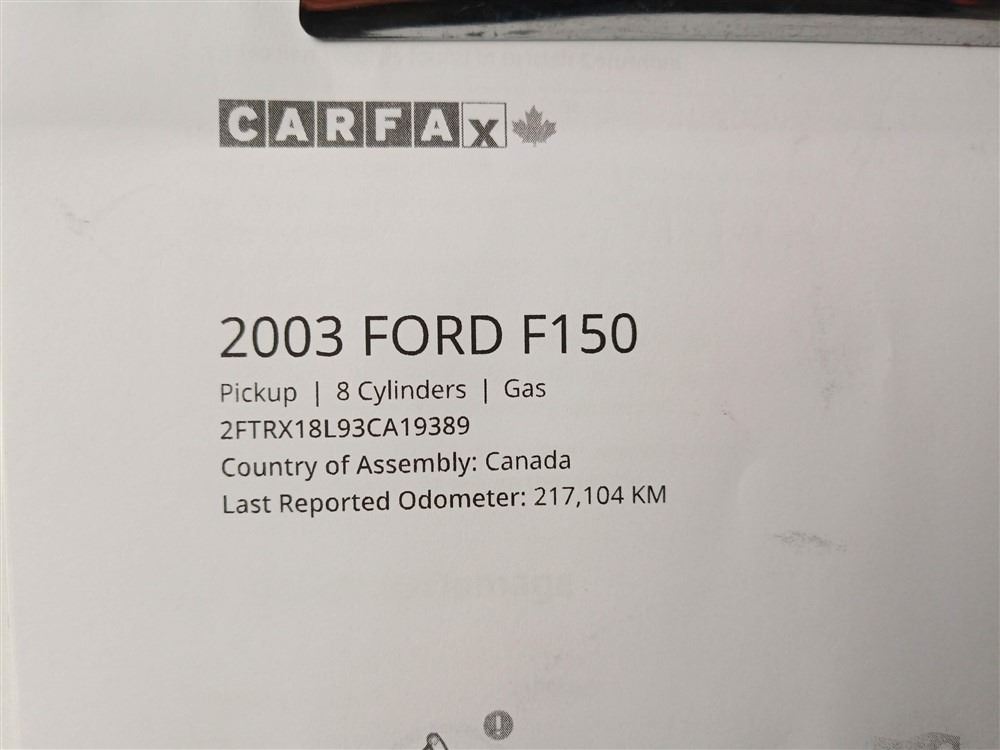 CARFAX
2003 FORD F150
Pickup | 8 Cylinders | Gas
2FTRX18L93CA19389
Country of Assembly: Canada
Last Reported Odometer: 217,104 KM